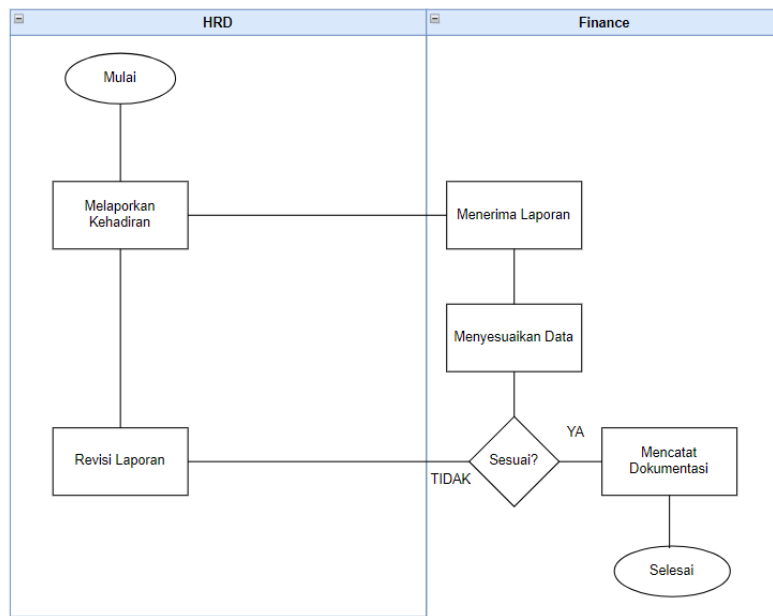 HRD
Finance
Mulai
Melaporkan
Kehadiran
Menerima Laporan
Menyesuaikan Data
Revisi Laporan
TIDAK
Sesuai?
YA
Mencatat
Dokumentasi
Selesai